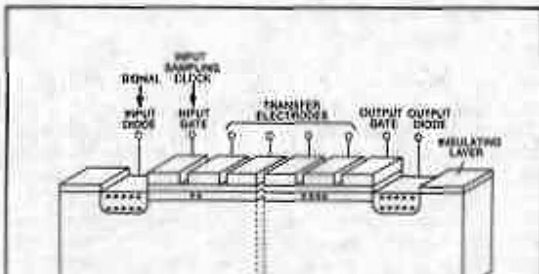 INPUT
SAMPLING
CLOCK
SIGNAL
INPUT
DIODE
INPUT
GATE
TRANSFER
ELECTRODES
OUTPUT
GATE
OUTPUT
DIODE
INSULATING
LAYER